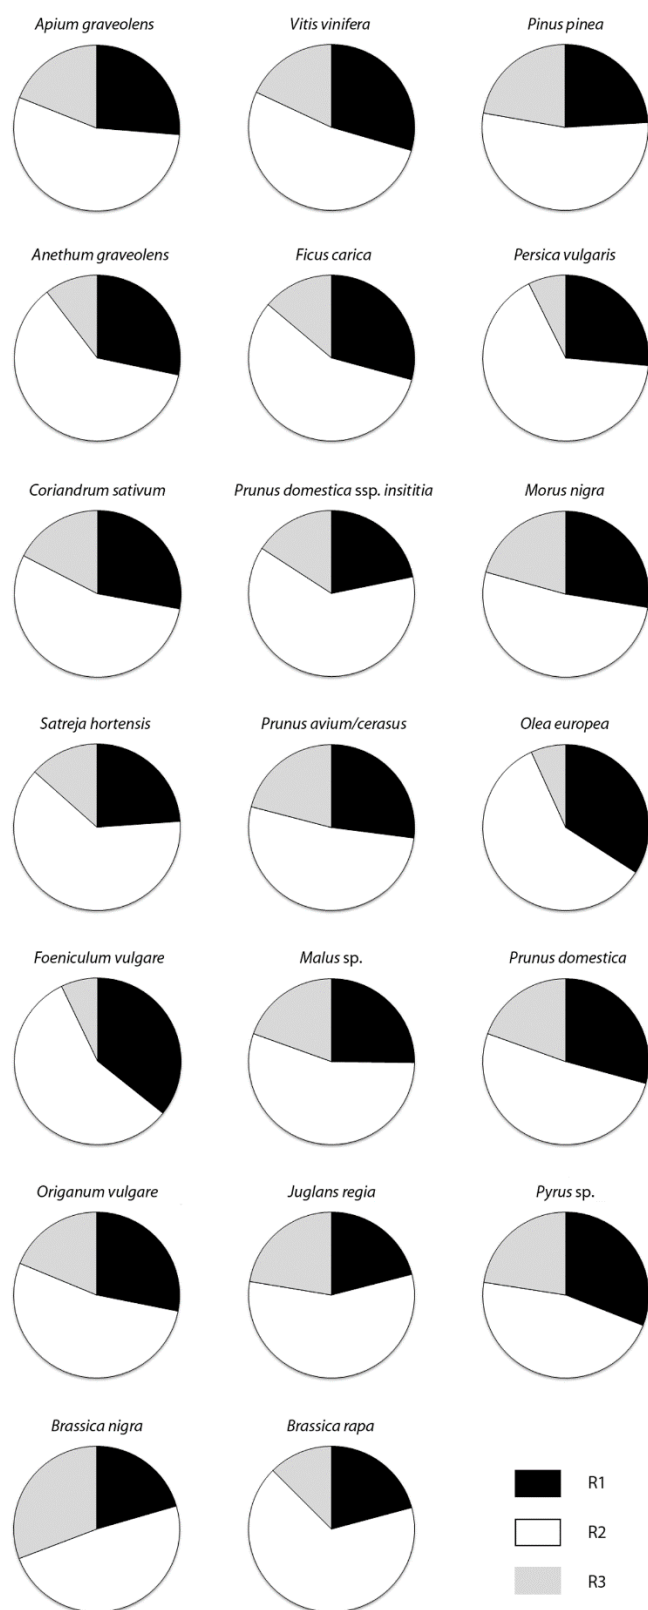 Apium graveolens
Vitis vinifera
Pinus pinea
Anethum graveolens
Ficus carica
Persica vulgaris
Coriandrum sativum
Prunus domestica ssp. insititia
Morus nigra
Satreja hortensis
Prunus avium/cerasus
Olea europea
Foeniculum vulgare
Malus sp.
Prunus domestica
Origanum vulgare
Juglans regia
Pyrus sp.
Brassica nigra
Brassica rapa
R1
R2
R3